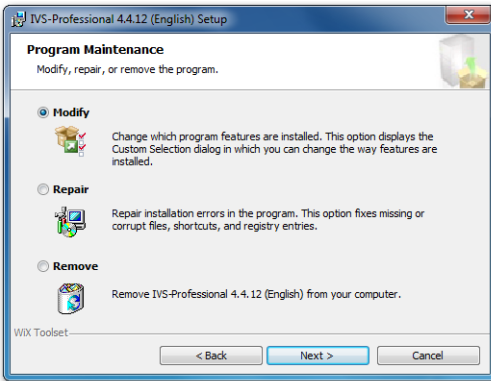 IVS-Professional 4.4.12 (English) Setup
Program Maintenance
Modify, repair, or remove the program.
Modify
Change which program features are installed. This option displays the
Custom Selection dialog in which you can change the way features are
installed.
Repair
Repair installation errors in the program. This option fixes missing or
corrupt files, shortcuts, and registry entries.
Remove
Remove IVS-Professional 4.4.12 (English) from your computer.
WiX Toolset
< Back Next > Cancel